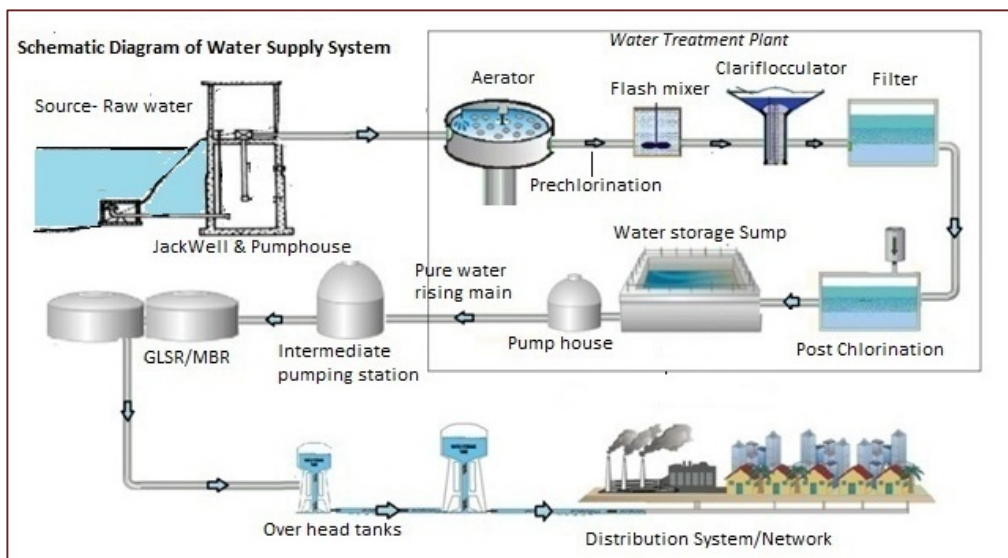 Schematic Diagram of Water Supply System
Water Treatment Plant
Source- Raw water
Aerator
Flash mixer
Clariflocculator
Filter
Prechlorination
JackWell & Pumphouse
Water storage Sump
Pure water
rising main
Pump house
Post Chlorination
GLSR/MBR
Intermediate
pumping station
Over head tanks
Distribution System/Network